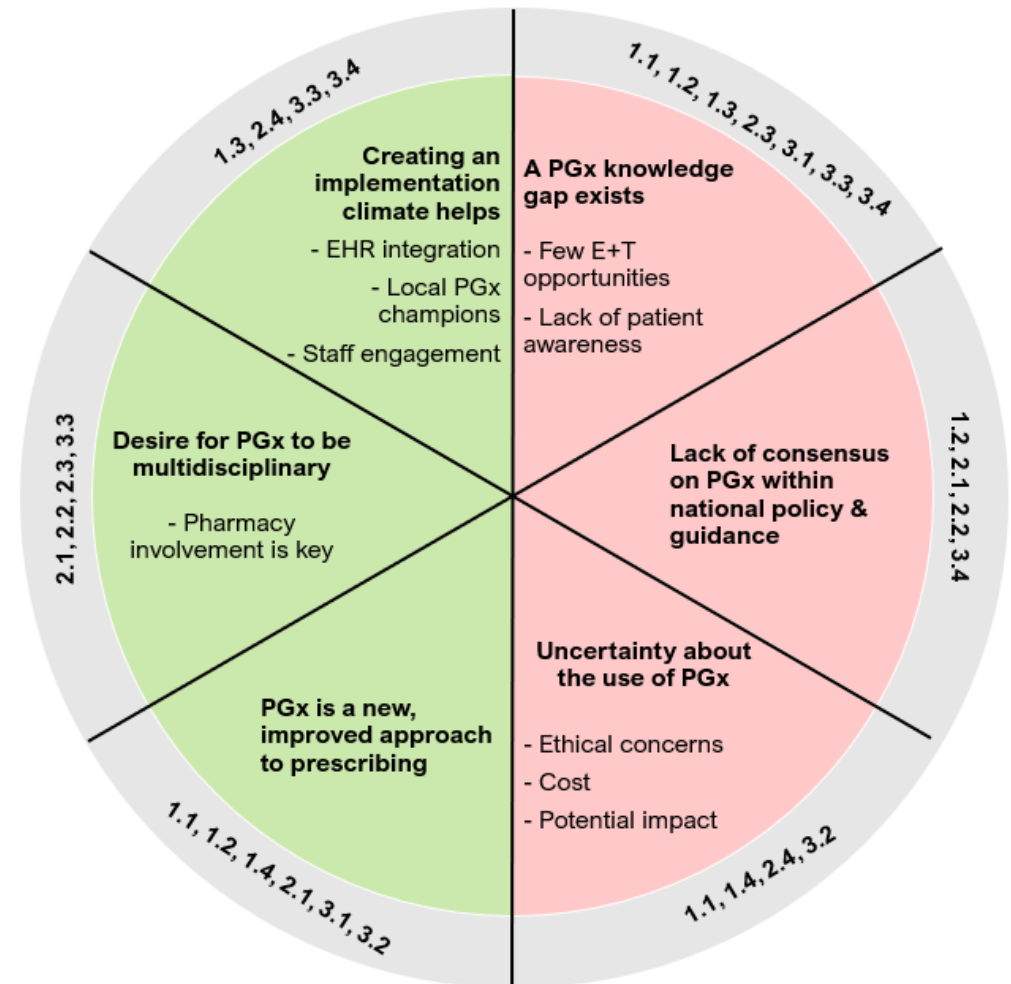 1.3, 2.4, 3.3, 3.4
Creating an
implementation
climate helps
- EHR integration
- Local PGx
champions
- Staff engagement
1.1, 1.2, 1.3, 2.3, 3.1, 3.3, 3.4
A PGx knowledge
gap exists
- Few E+T
opportunities
- Lack of patient
awareness
2.1, 2.2, 2.3, 3.3
Desire for PGx to be
multidisciplinary
- Pharmacy
involvement is key
1.2, 2.1, 2.2, 3.4
Lack of consensus
on PGx within
national policy &
guidance
PGx is a new,
improved approach
to prescribing
1.1, 1.2, 1.4, 2.1, 3.1, 3.2
Uncertainty about
the use of PGx
- Ethical concerns
- Cost
- Potential impact
1.1, 1.4, 2.4, 3.2